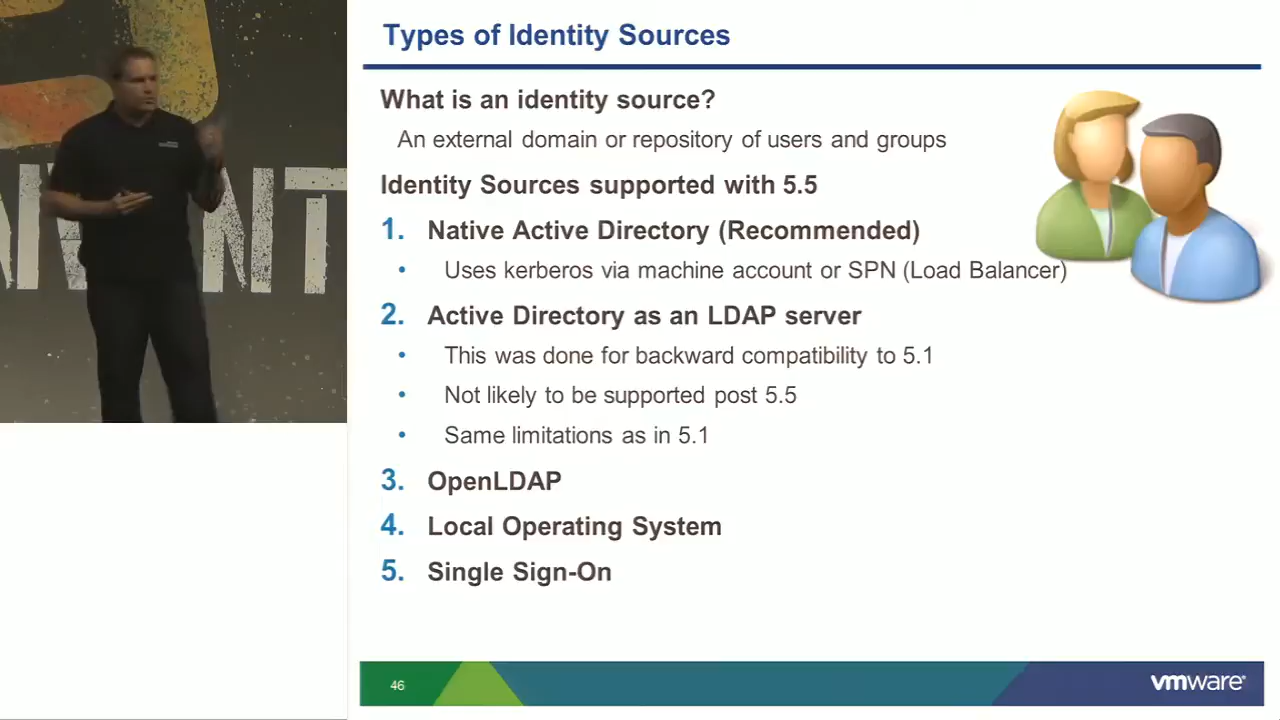 Types of Identity Sources
What is an identity source?
An external domain or repository of users and groups
Identity Sources supported with 5.5
1. Native Active Directory (Recommended)
• Uses kerberos via machine account or SPN (Load Balancer)
2. Active Directory as an LDAP server
• This was done for backward compatibility to 5.1
• Not likely to be supported post 5.5
• Same limitations as in 5.1
3. OpenLDAP
4. Local Operating System
5. Single Sign-On
46
vmware